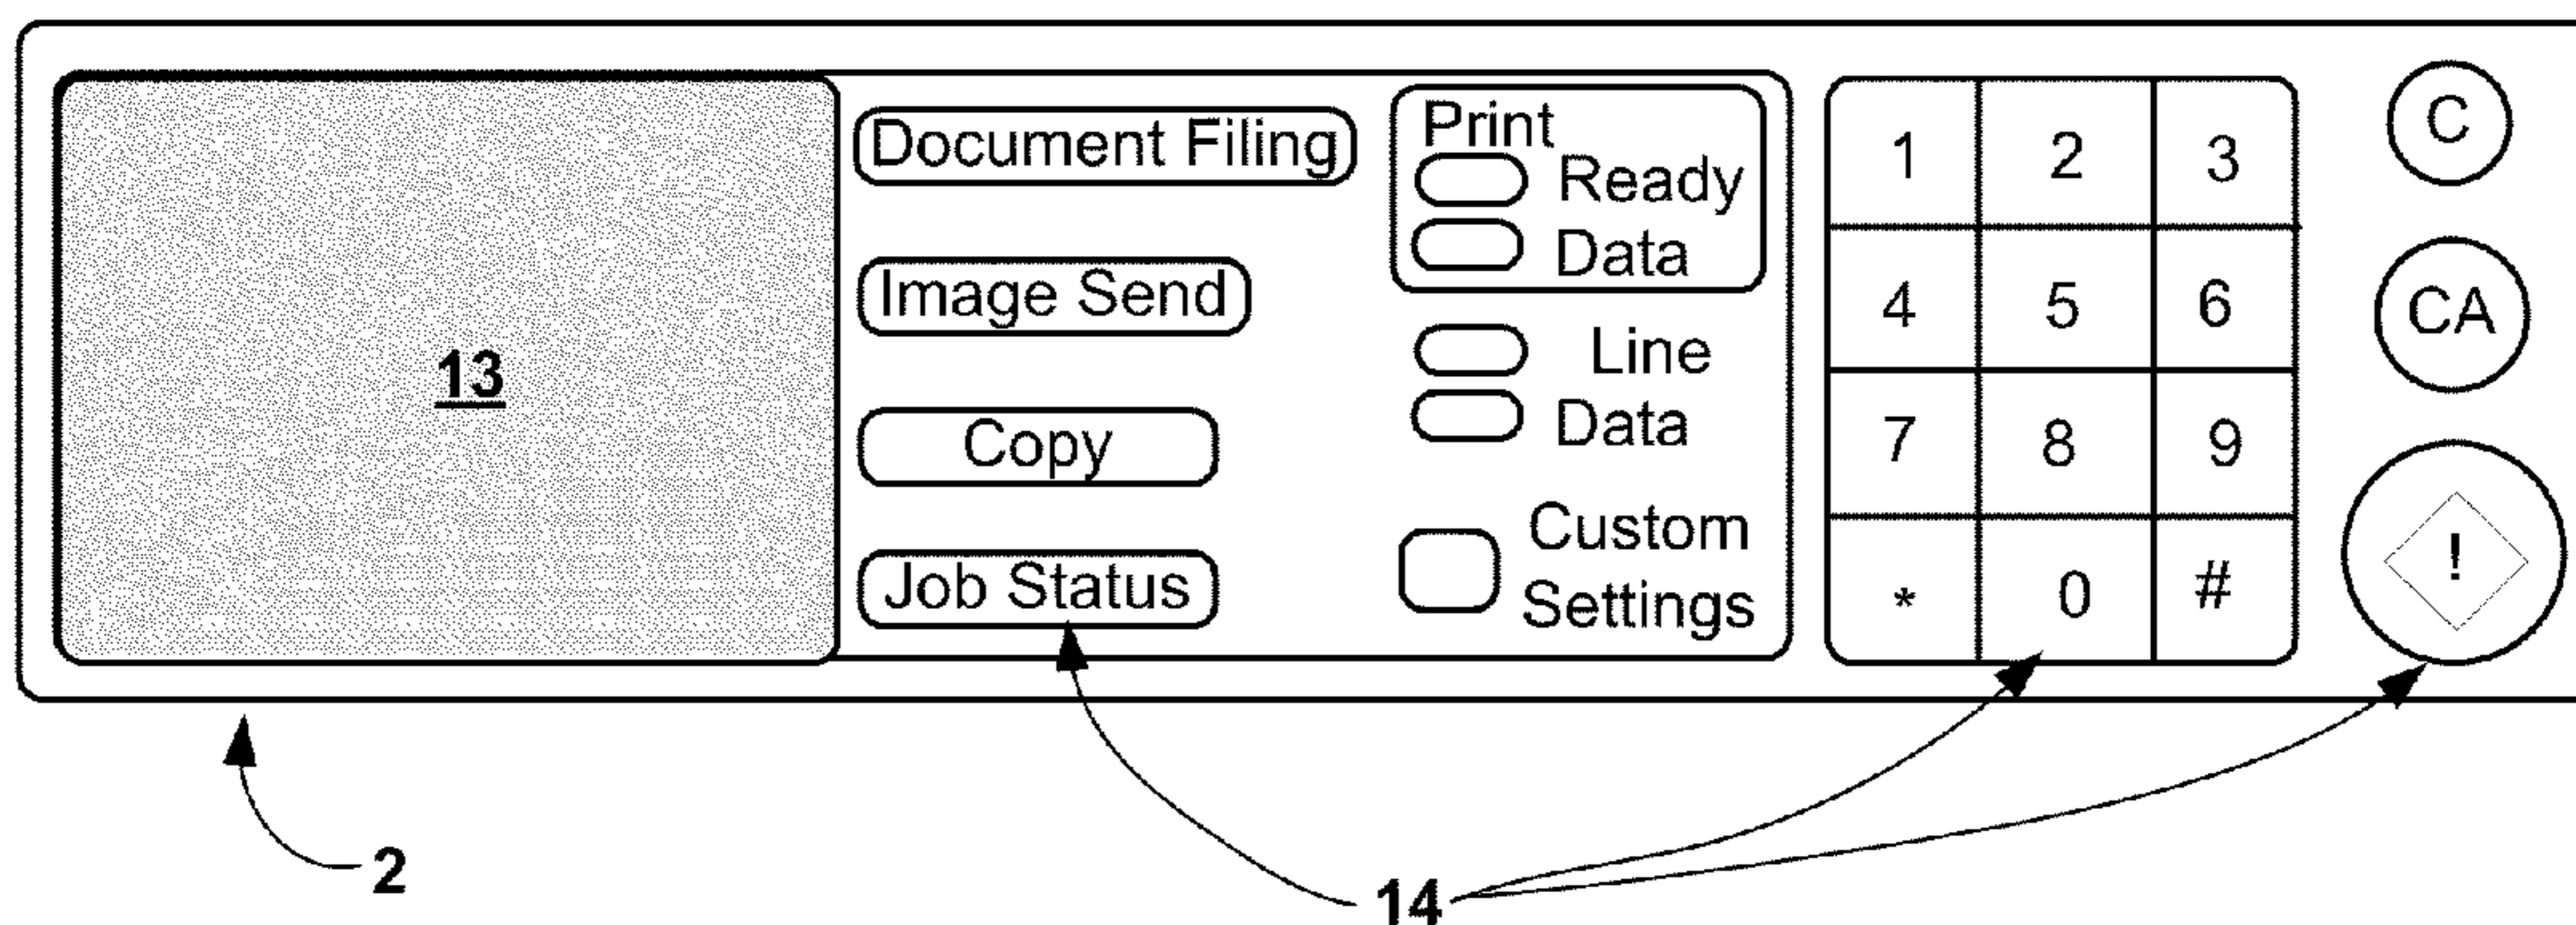 13
Document Filing
Image Send
Copy
Job Status
Print
Ready
Data
Line
Data
Custom
Settings
1 2 3
4 5 6
7 8 9
* 0 #
C
CA
!
2
14